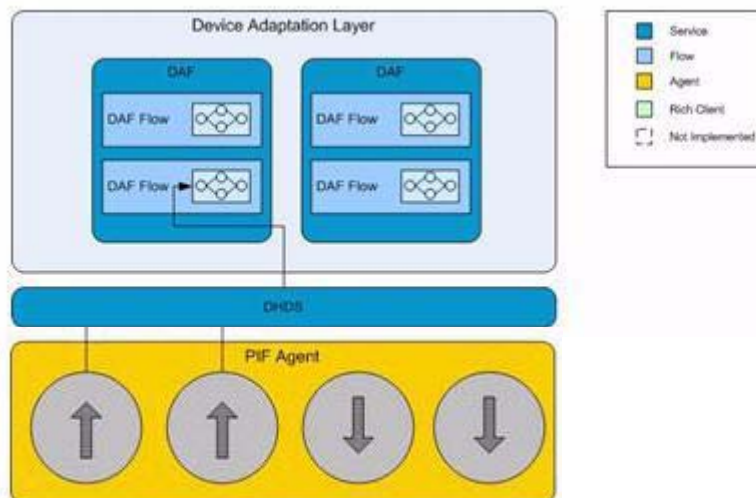 Device Adaptation Layer
DAF
DAF Flow
DAF Flow
DAF
DAF Flow
DAF Flow
DHDS
PIF Agent
Service
Flow
Agent
Rich Client
Not Implemented